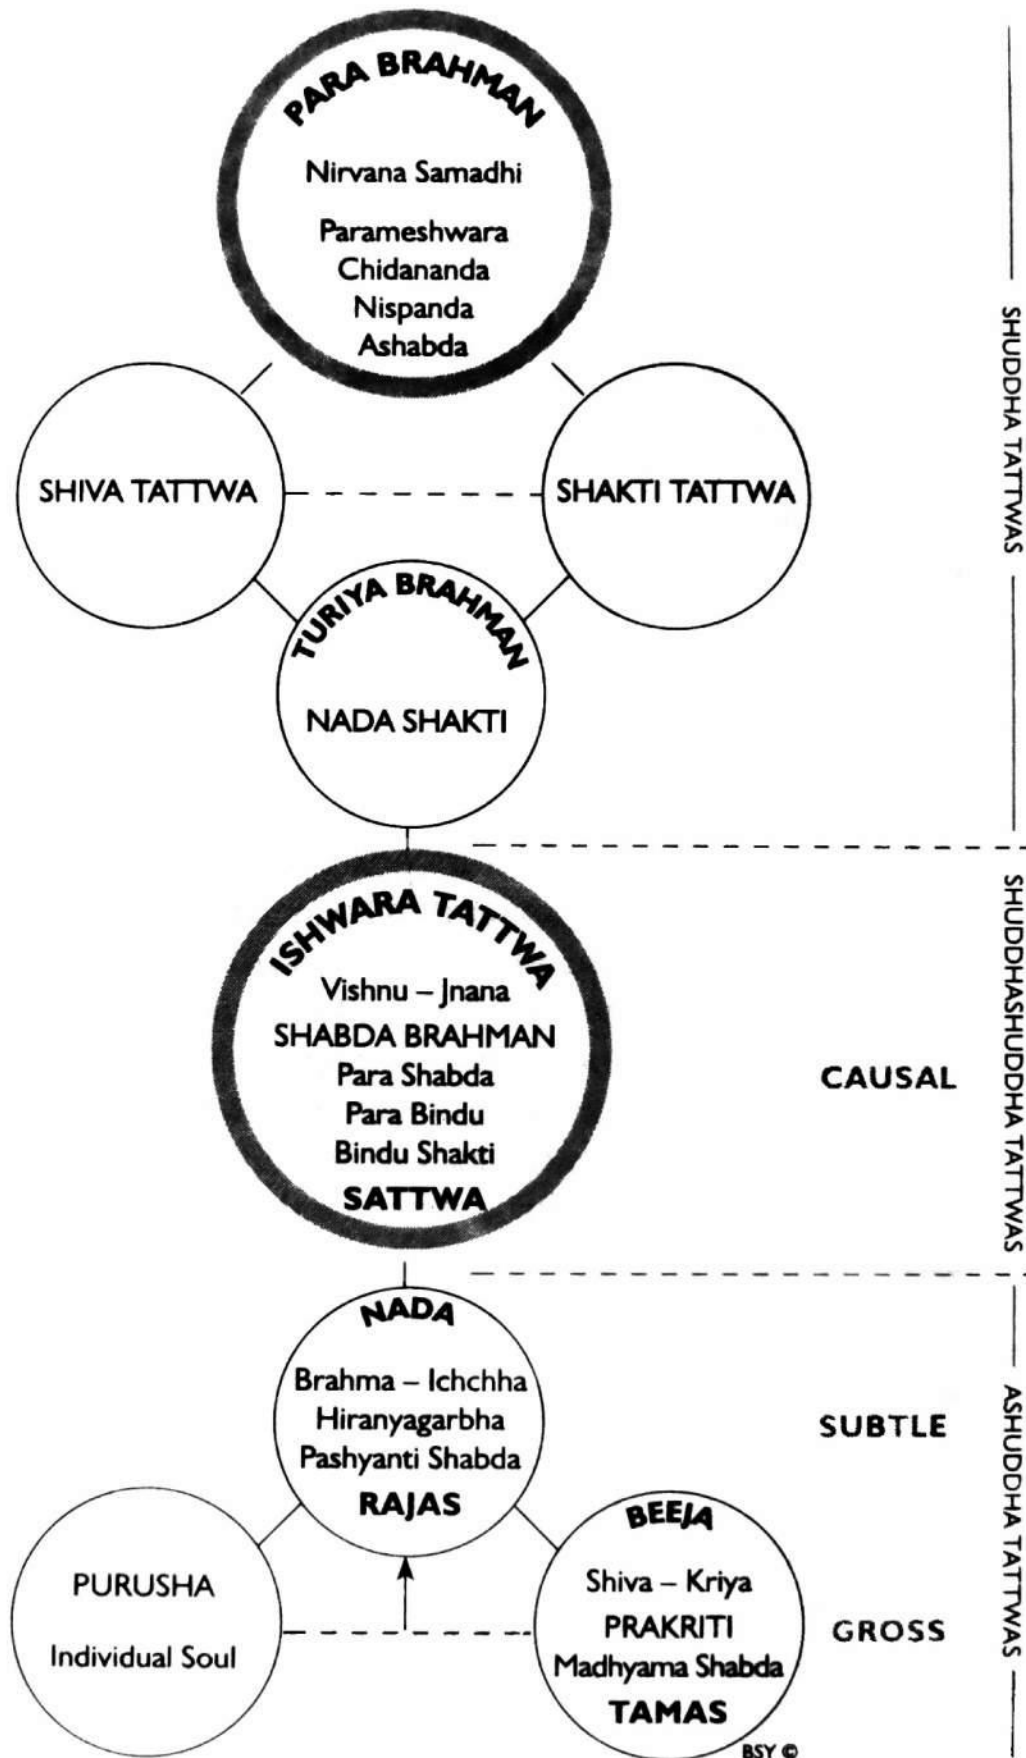 PARA BRAHMAN
Nirvana Samadhi
Parameshwara
Chidananda
Nispanda
Ashabda
SHIVA TATTWA
SHAKTI TATTWA
TURIYA BRAHMAN
NADA SHAKTI
SHUDDHA TATTWAS
ISHWARA TATTWA
Vishnu – Jnana
SHABDA BRAHMAN
Para Shabda
Para Bindu
Bindu Shakti
SATTWA
CAUSAL
SHUDDHASHUDDHA TATTWAS
NADA
Brahma – Ichchha
Hiranyagarbha
Pashyanti Shabda
RAJAS
SUBTLE
PURUSHA
Individual Soul
BEEJA
Shiva – Kriya
PRAKRITI
Madhyama Shabda
TAMAS
GROSS
ASHUDDHA TATTWAS
BSY ©